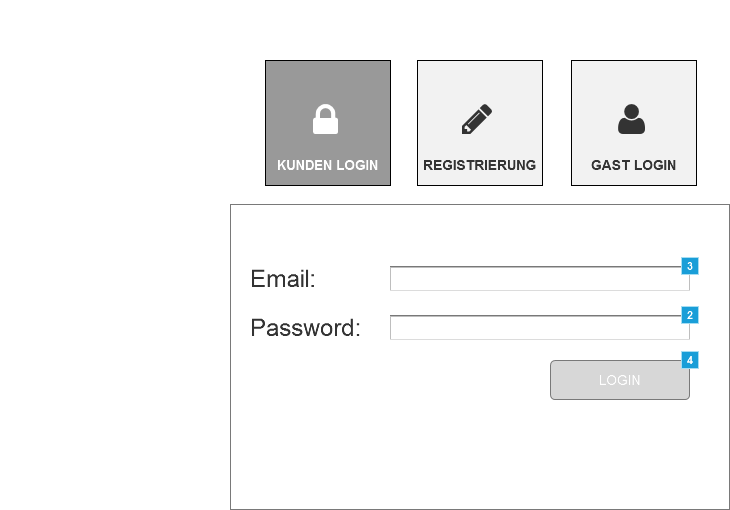 KUNDEN LOGIN
REGISTRIERUNG
GAST LOGIN
Email:
3
Password:
2
4
LOGIN